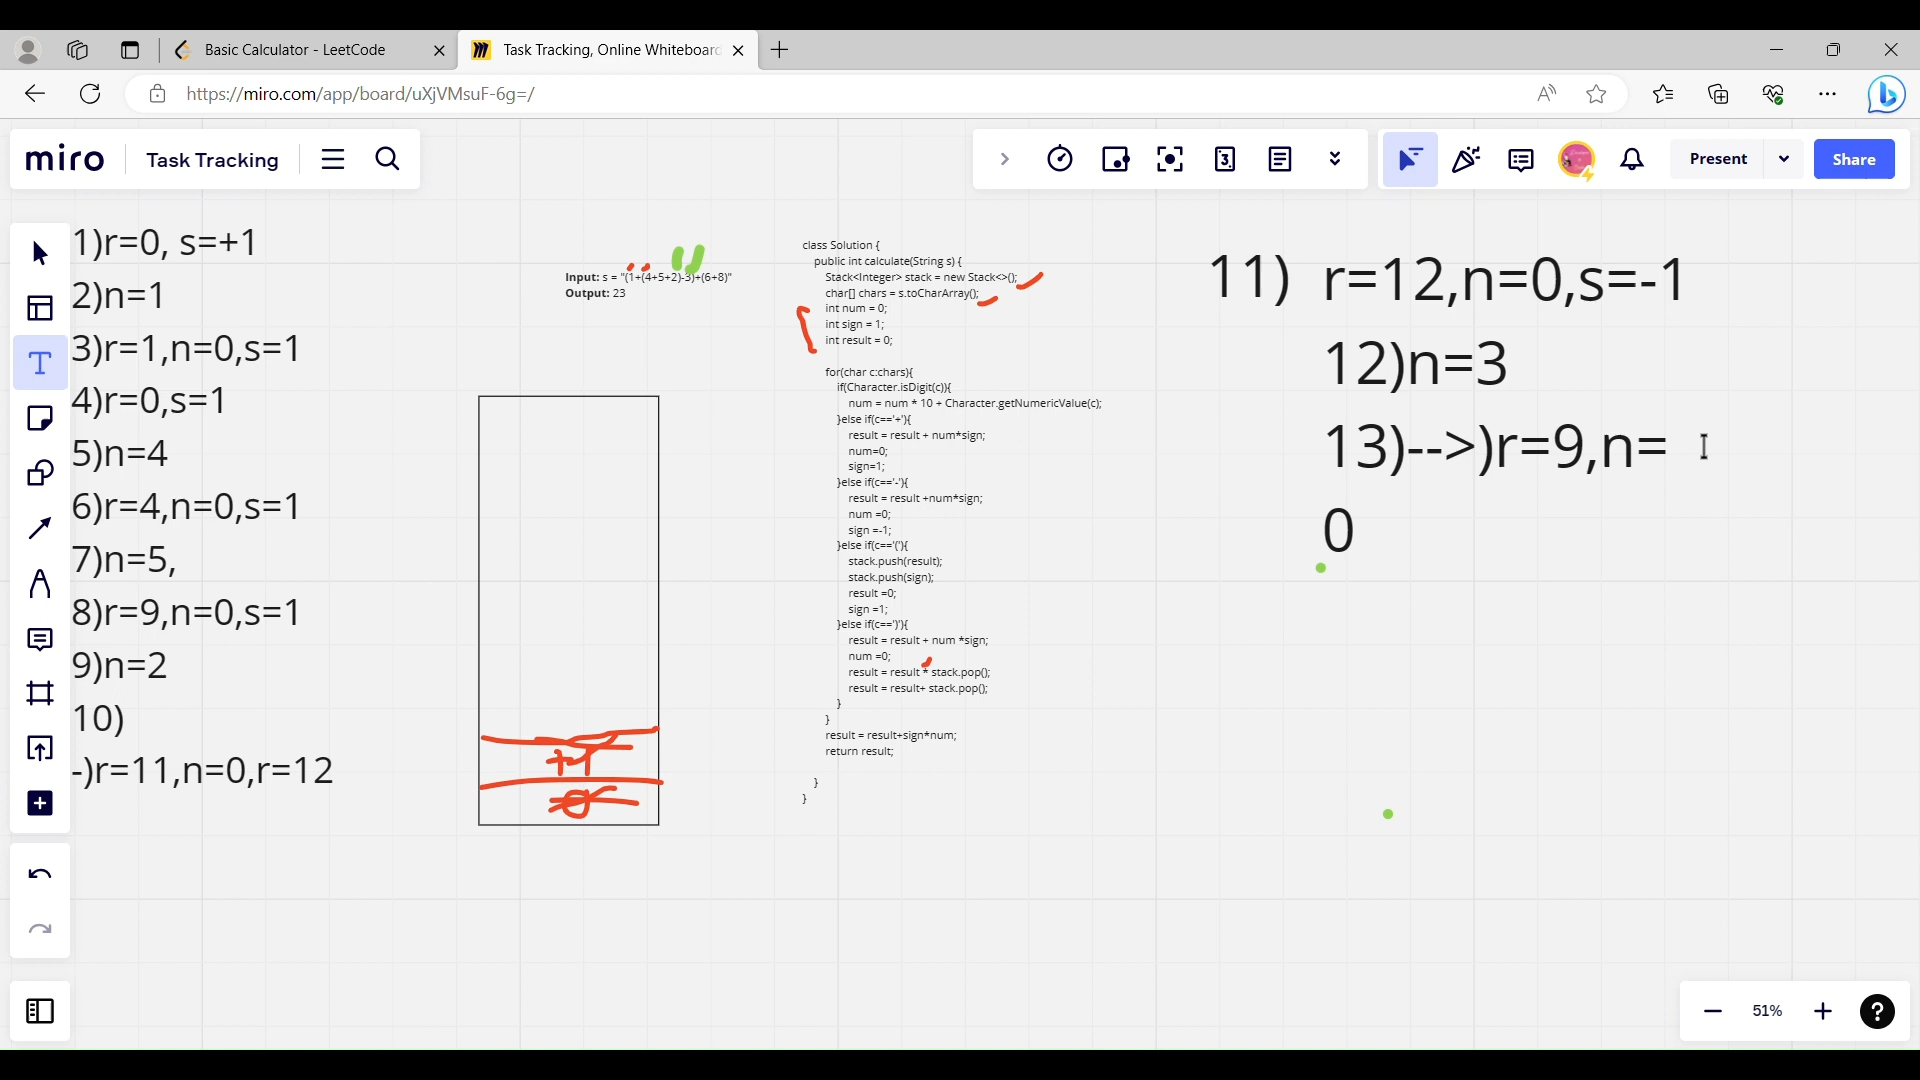 Basic Calculator - LeetCode
Task Tracking, Online Whiteboard
https://miro.com/app/board/uXjVMsuF-6g=/
miro
Task Tracking
Present
Share
1)r=0, s=+1
2)n=1
3)r=1,n=0,s=1
4)r=0,s=1
5)n=4
6)r=4,n=0,s=1
7)n=5,
8)r=9,n=0,s=1
9)n=2
10)
-)r=11,n=0,r=12
Input: s = "(1+(4+5+2)-3)+(6+8)"
Output: 23
+1
0
class Solution {
public int calculate(String s) {
Stack<Integer> stack = new Stack<>();
char[] chars = s.toCharArray();
int num = 0;
int sign = 1;
int result = 0;
for(char c:chars){
if(Character.isDigit(c)){
num = num * 10 + Character.getNumericValue(c);
}else if(c=='+'){
result = result + num*sign;
num=0;
sign=1;
}else if(c=='-'){
result = result +num*sign;
num =0;
sign =-1;
}else if(c=='('){
stack.push(result);
stack.push(sign);
result =0;
sign =1;
}else if(c==')'){
result = result + num *sign;
num =0;
result = result * stack.pop();
result = result+ stack.pop();
}
}
result = result+sign*num;
return result;
}
}
11) r=12,n=0,s=-1
12)n=3
13)-->)r=9,n=
0
51%